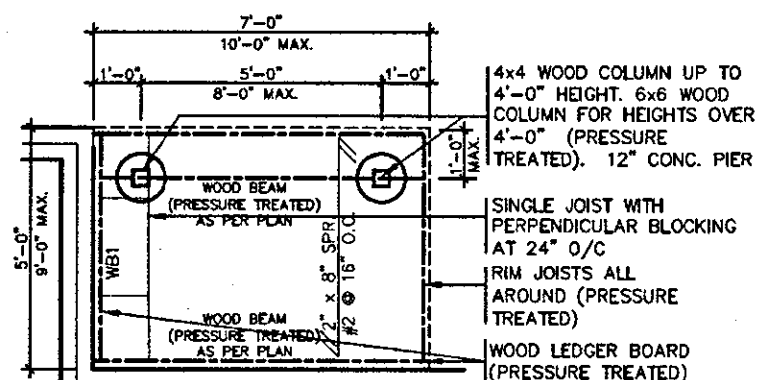 7'-0"
10'-0" MAX.
1'-0"
5'-0"
1'-0"
8'-0" MAX.
4x4 WOOD COLUMN UP TO
4'-0" HEIGHT. 6x6 WOOD
COLUMN FOR HEIGHTS OVER
4'-0" (PRESSURE
TREATED). 12" CONC. PIER
1'-0"
MAX.
WOOD BEAM
(PRESSURE TREATED)
AS PER PLAN
SINGLE JOIST WITH
PERPENDICULAR BLOCKING
AT 24" O/C
5'-0"
9'-0" MAX.
WB1
2" x 8" SPR
#2 @ 16" O.C.
RIM JOISTS ALL
AROUND (PRESSURE
TREATED)
WOOD BEAM
(PRESSURE TREATED)
AS PER PLAN
WOOD LEDGER BOARD
(PRESSURE TREATED)